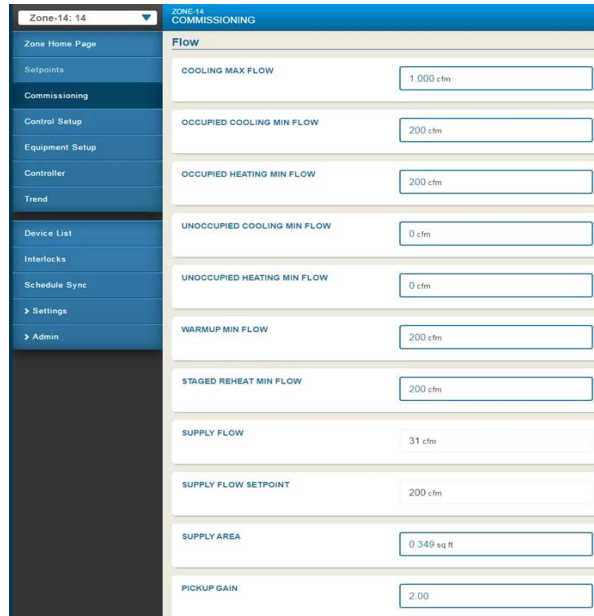 Zone-14: 14
Zone Home Page
Setpoints
Commissioning
Control Setup
Equipment Setup
Controller
Trend
Device List
Interlocks
Schedule Sync
> Settings
> Admin
ZONE-14
COMMISSIONING
Flow
COOLING MAX FLOW
1,000 cfm
OCCUPIED COOLING MIN FLOW
200 cfm
OCCUPIED HEATING MIN FLOW
200 cfm
UNOCCUPIED COOLING MIN FLOW
0 cfm
UNOCCUPIED HEATING MIN FLOW
0 cfm
WARMUP MIN FLOW
200 cfm
STAGED REHEAT MIN FLOW
200 cfm
SUPPLY FLOW
31 cfm
SUPPLY FLOW SETPOINT
200 cfm
SUPPLY AREA
0.349 sq ft
PICKUP GAIN
2.00